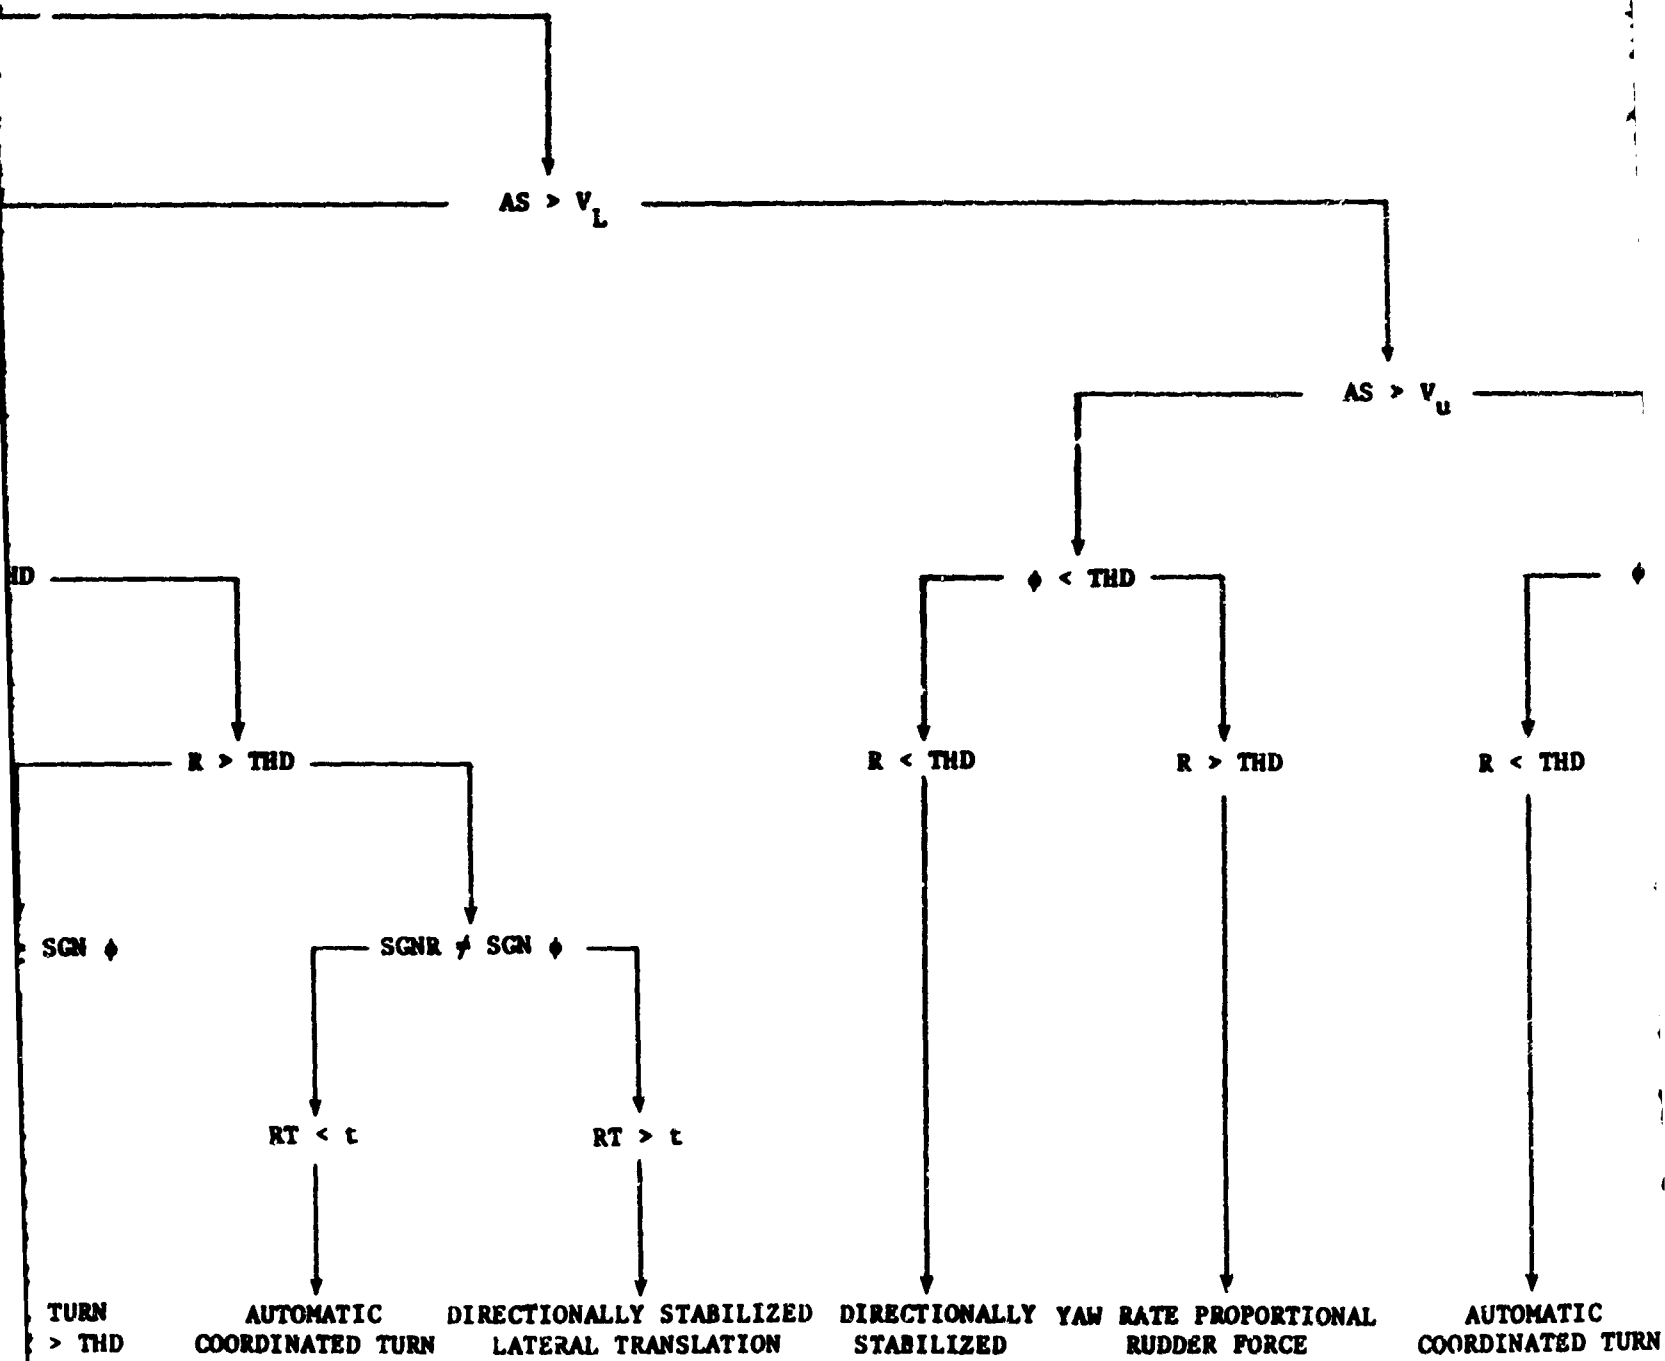 AS > V_L
AS > V_u
HD
ϕ < THD
ϕ
R > THD
R < THD
R > THD
R < THD
SGN ϕ
SGNR ≠ SGN ϕ
RT < t
RT > t
TURN
> THD
AUTOMATIC
COORDINATED TURN
DIRECTIONALLY STABILIZED
LATERAL TRANSLATION
DIRECTIONALLY
STABILIZED
YAW RATE PROPORTIONAL
RUDDER FORCE
AUTOMATIC
COORDINATED TURN